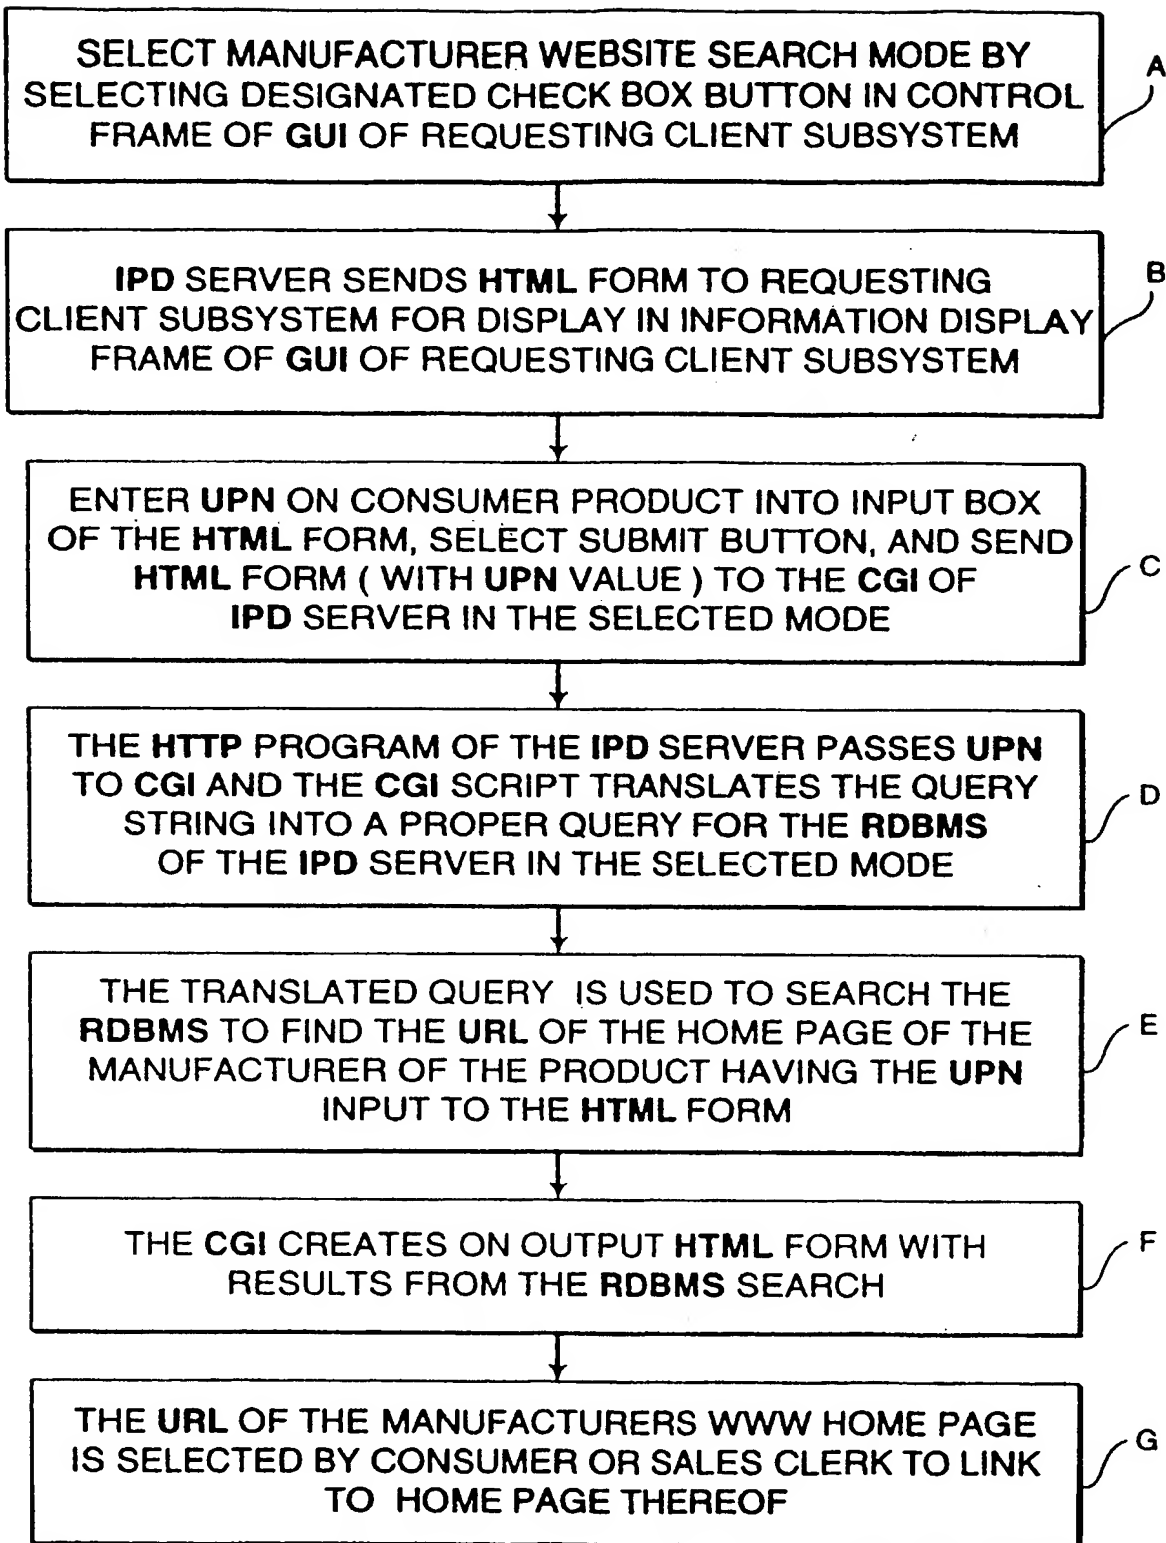 SELECT MANUFACTURER WEBSITE SEARCH MODE BY
SELECTING DESIGNATED CHECK BOX BUTTON IN CONTROL
FRAME OF GUI OF REQUESTING CLIENT SUBSYSTEM
A
IPD SERVER SENDS HTML FORM TO REQUESTING
CLIENT SUBSYSTEM FOR DISPLAY IN INFORMATION DISPLAY
FRAME OF GUI OF REQUESTING CLIENT SUBSYSTEM
B
ENTER UPN ON CONSUMER PRODUCT INTO INPUT BOX
OF THE HTML FORM, SELECT SUBMIT BUTTON, AND SEND
HTML FORM ( WITH UPN VALUE ) TO THE CGI OF
IPD SERVER IN THE SELECTED MODE
C
THE HTTP PROGRAM OF THE IPD SERVER PASSES UPN
TO CGI AND THE CGI SCRIPT TRANSLATES THE QUERY
STRING INTO A PROPER QUERY FOR THE RDBMS
OF THE IPD SERVER IN THE SELECTED MODE
D
THE TRANSLATED QUERY IS USED TO SEARCH THE
RDBMS TO FIND THE URL OF THE HOME PAGE OF THE
MANUFACTURER OF THE PRODUCT HAVING THE UPN
INPUT TO THE HTML FORM
E
THE CGI CREATES ON OUTPUT HTML FORM WITH
RESULTS FROM THE RDBMS SEARCH
F
THE URL OF THE MANUFACTURERS WWW HOME PAGE
IS SELECTED BY CONSUMER OR SALES CLERK TO LINK
TO HOME PAGE THEREOF
G